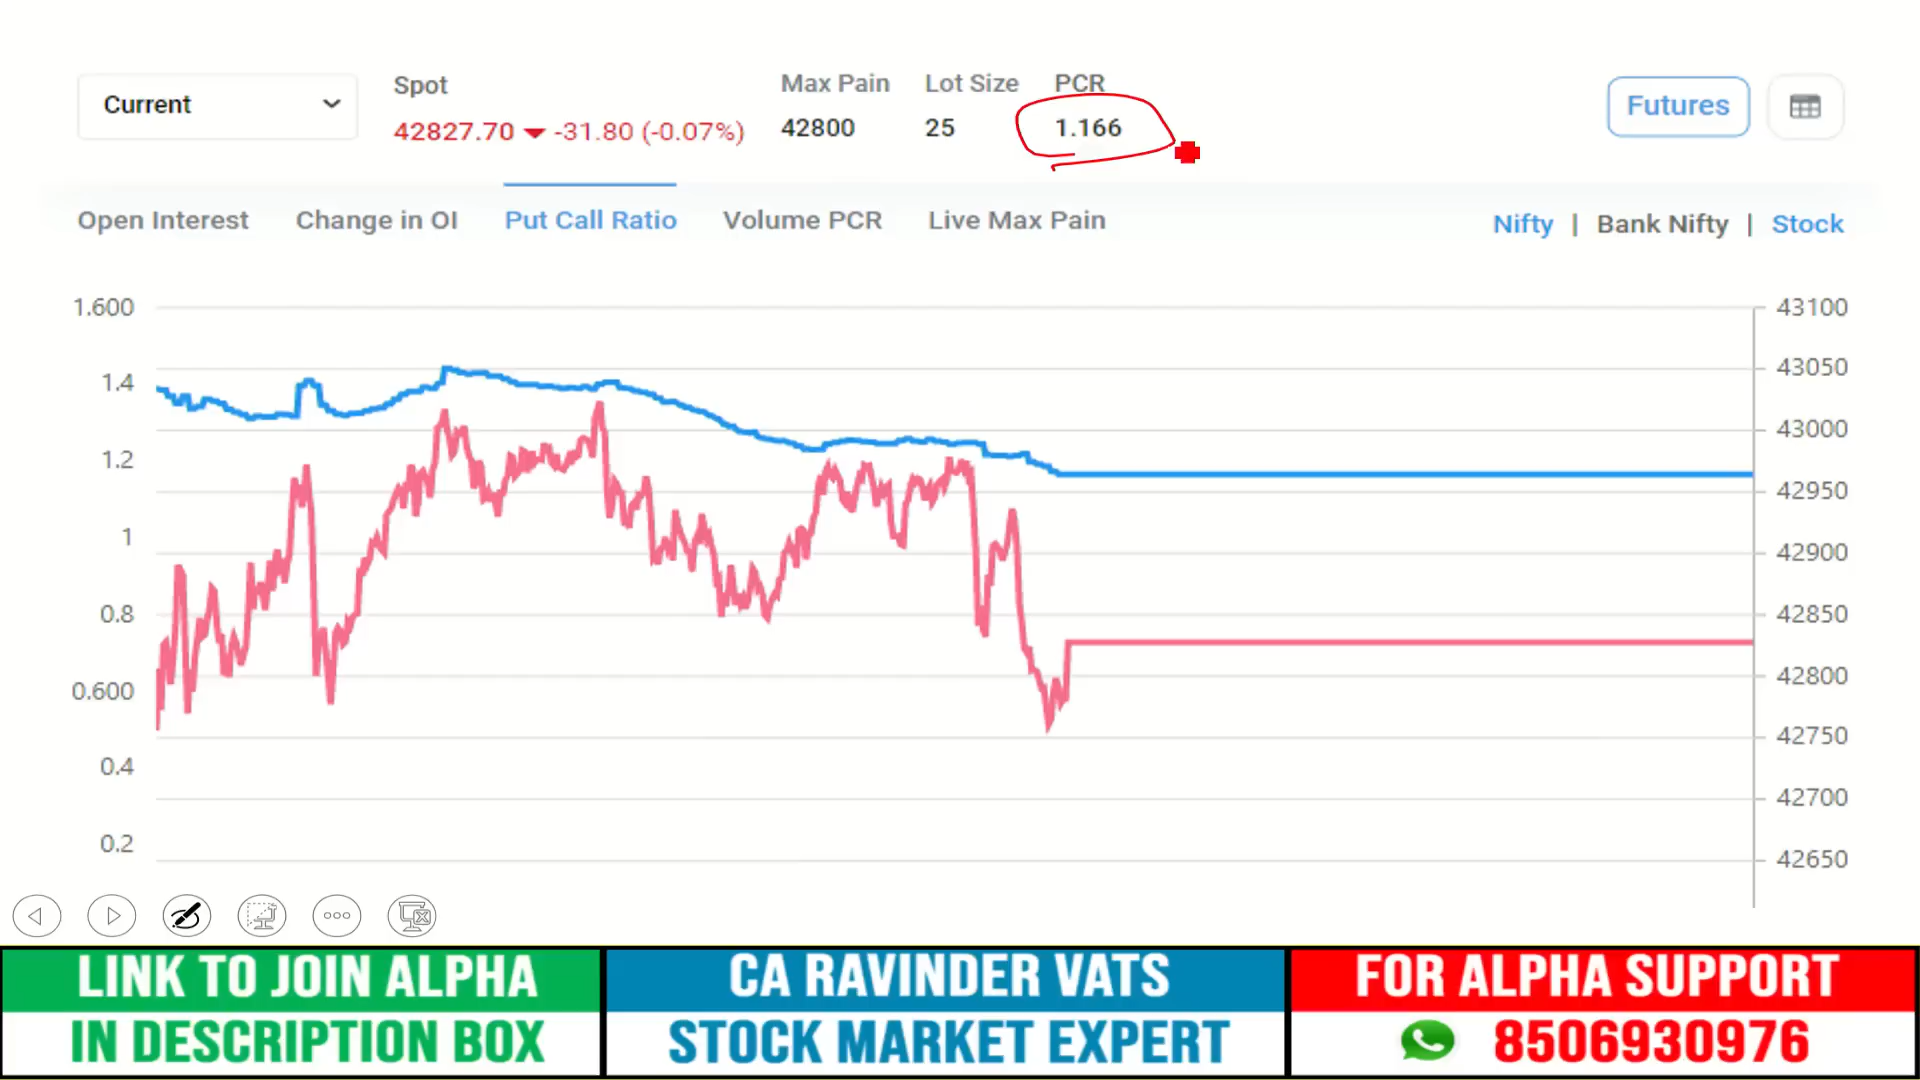 Current
Spot
42827.70 -31.80 (-0.07%)
Max Pain
42800
Lot Size
25
PCR
1.166
Futures
Open Interest
Change in OI
Put Call Ratio
Volume PCR
Live Max Pain
Nifty | Bank Nifty | Stock
1.600
1.4
1.2
1
0.8
0.600
0.4
0.2
43100
43050
43000
42950
42900
42850
42800
42750
42700
42650
LINK TO JOIN ALPHA
IN DESCRIPTION BOX
CA RAVINDER VATS
STOCK MARKET EXPERT
FOR ALPHA SUPPORT
8506930976